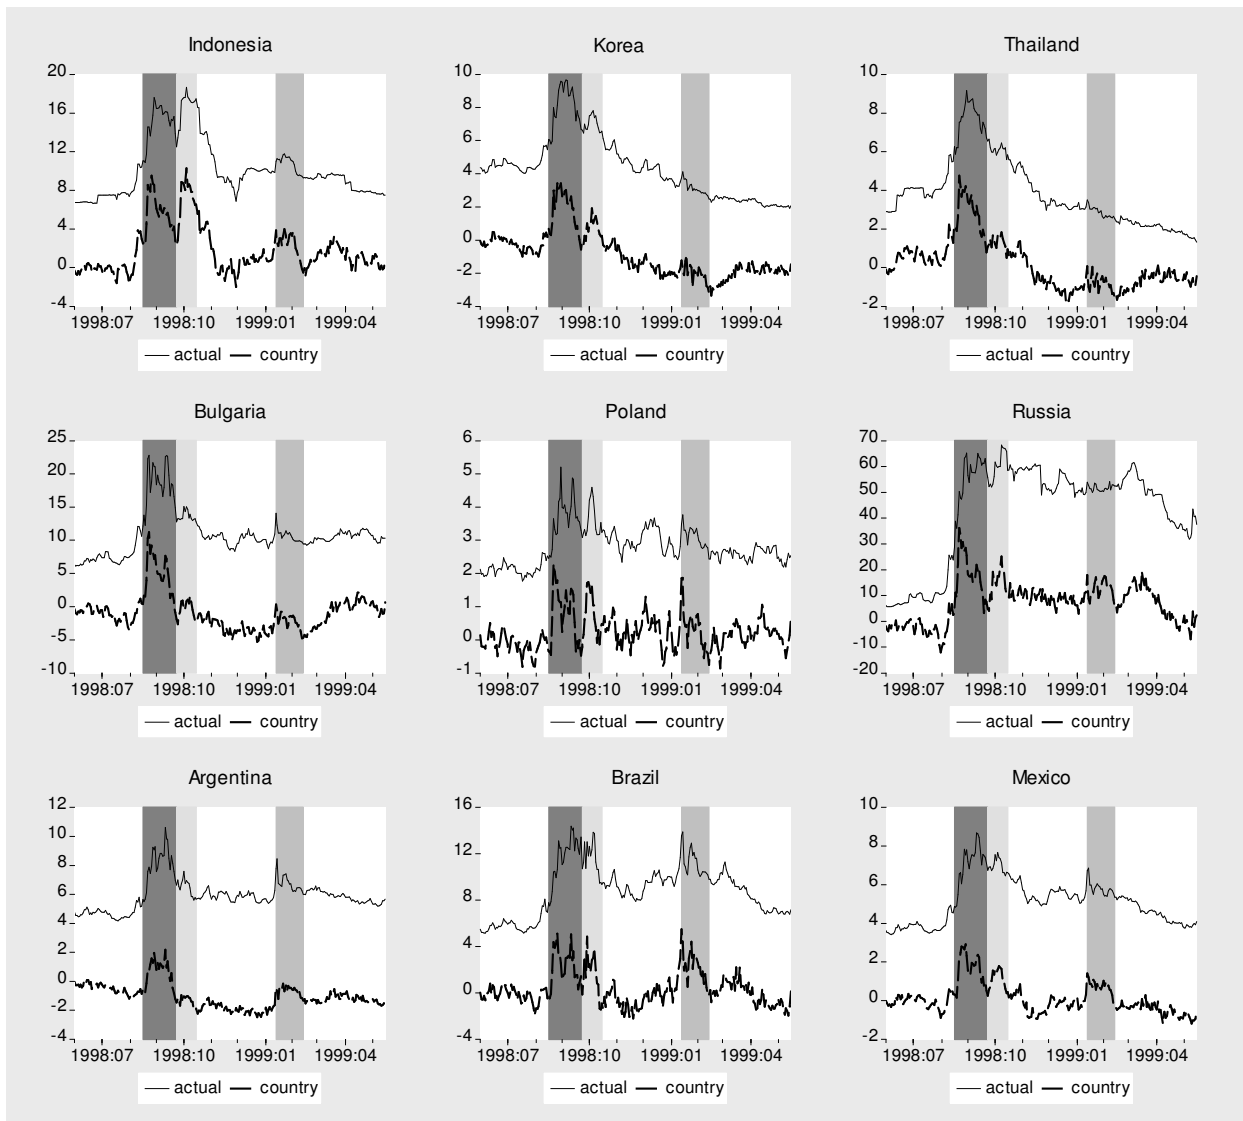 Indonesia Korea Thailand
20 10 10
16 8 8
12 6 6
8 4 4
4 2 2
0 0 0
-4 -2 -2
-4
1998:07 1998:10 1999:01 1999:04 1998:07 1998:10 1999:01 1999:04 1998:07 1998:10 1999:01 1999:04
actual country actual country actual country
Bulgaria Poland Russia
25 6 70
20 5 60
15 4 50
10 3 40
5 2 30
0 1 20
-5 0 10
-10 -1 0
-10
-20
1998:07 1998:10 1999:01 1999:04 1998:07 1998:10 1999:01 1999:04 1998:07 1998:10 1999:01 1999:04
actual country actual country actual country
Argentina Brazil Mexico
12 16 10
10 12 8
8 8 6
6 4 4
4 0 2
2 -4 0
0 -2
-2
-4
1998:07 1998:10 1999:01 1999:04 1998:07 1998:10 1999:01 1999:04 1998:07 1998:10 1999:01 1999:04
actual country actual country actual country